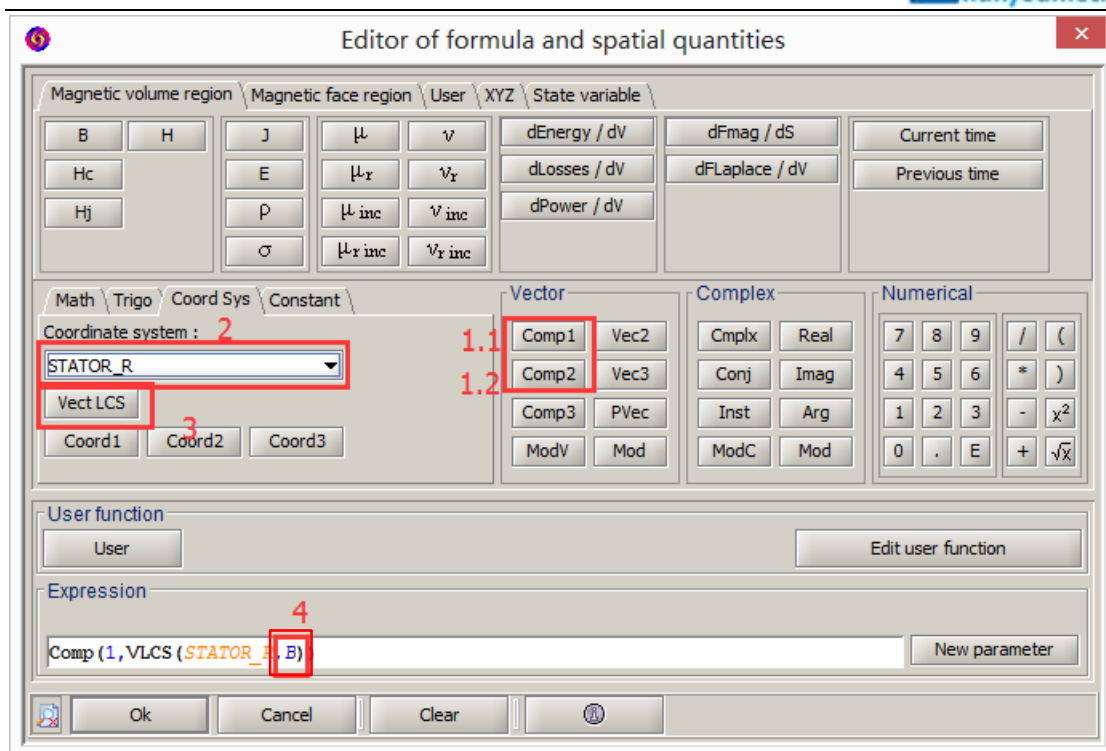 Editor of formula and spatial quantities
Magnetic volume region Magnetic face region User XYZ State variable
B H J μ ν dEnergy / dV dFmag / dS Current time
Hc E μr νr dLosses / dV dFLaplace / dV Previous time
Hj ρ μ inc ν inc dPower / dV
σ μr inc νr inc
Math Trigo Coord Sys Constant Vector Complex Numerical
Coordinate system : 2
1.1 Comp1 Vec2 Cmplx Real 7 8 9 / (
STATOR_R
1.2 Comp2 Vec3 Conj Imag 4 5 6 * )
Vect LCS
3
Comp3 PVec Inst Arg 1 2 3 - x²
Coord1 Coord2 Coord3
ModV Mod ModC Mod 0 . E + √x
User function
User Edit user function
Expression
4
Comp(1,VLCS(STATOR_R,B))
New parameter
Ok Cancel Clear